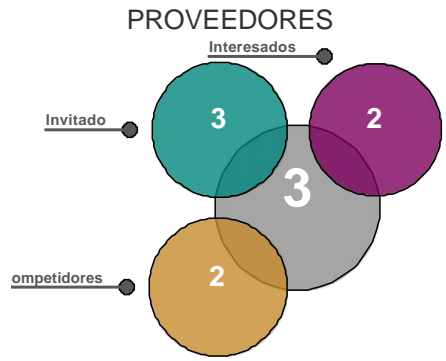 PROVEEDORES
Interesados
3
2
Invitado
3
ompetidores
2